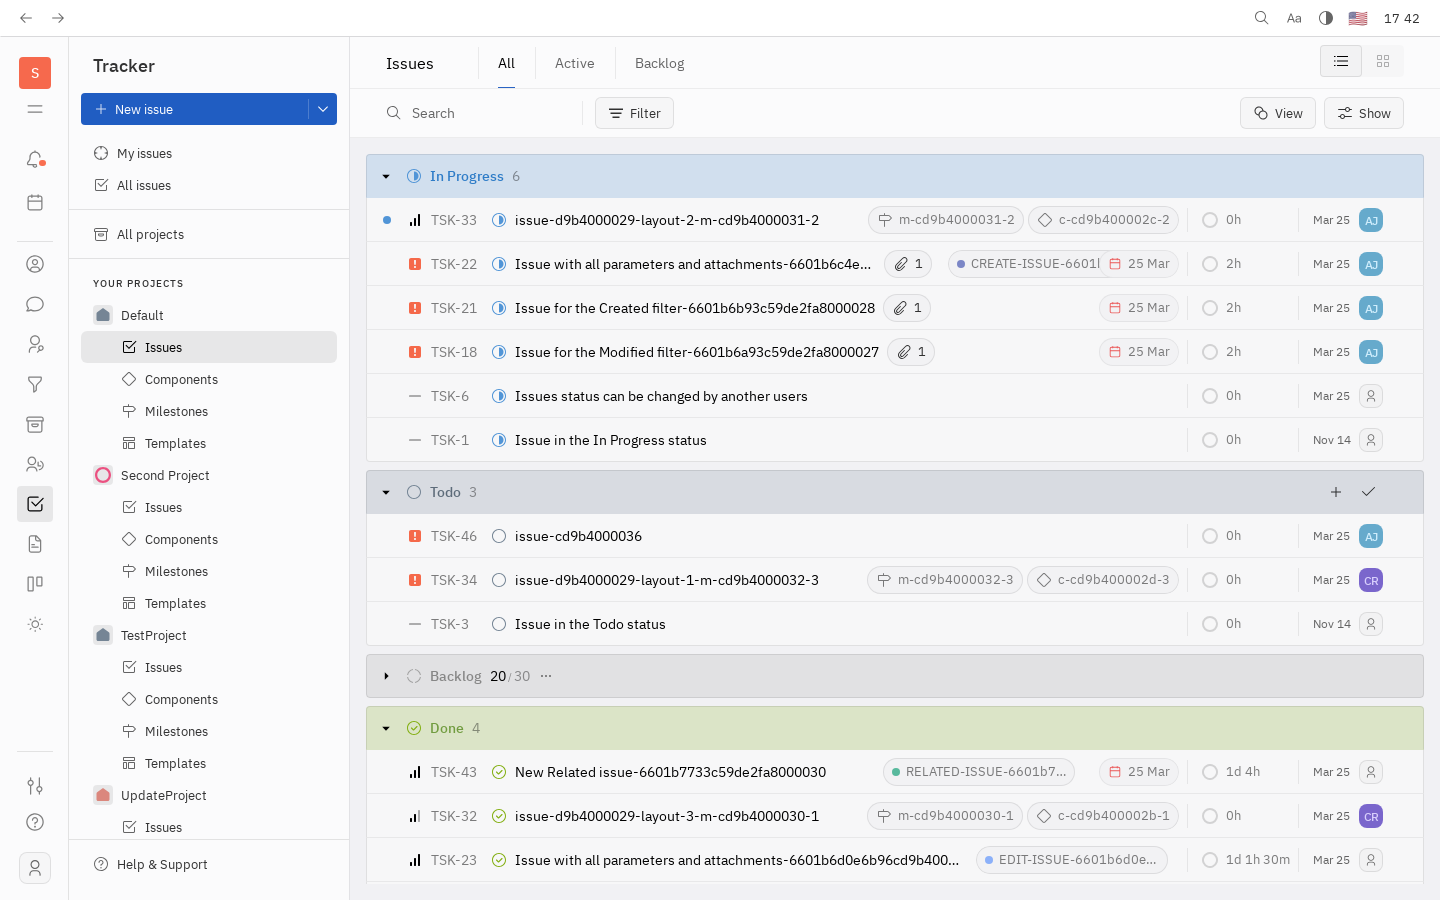 Aa 17 42
S
Tracker
New issue
My issues
All issues
All projects
YOUR PROJECTS
Default
Issues
Components
Milestones
Templates
Second Project
Issues
Components
Milestones
Templates
TestProject
Issues
Components
Milestones
Templates
UpdateProject
Issues
Help & Support
Issues All Active Backlog
Search Filter View Show
In Progress 6
TSK-33 issue-d9b4000029-layout-2-m-cd9b4000031-2 m-cd9b4000031-2 c-cd9b400002c-2 0h Mar 25 AJ
TSK-22 Issue with all parameters and attachments-6601b6c4e... 1 CREATE-ISSUE-6601 25 Mar 2h Mar 25 AJ
TSK-21 Issue for the Created filter-6601b6b93c59de2fa8000028 1 25 Mar 2h Mar 25 AJ
TSK-18 Issue for the Modified filter-6601b6a93c59de2fa8000027 1 25 Mar 2h Mar 25 AJ
TSK-6 Issues status can be changed by another users 0h Mar 25
TSK-1 Issue in the In Progress status 0h Nov 14
Todo 3
TSK-46 issue-cd9b4000036 0h Mar 25 AJ
TSK-34 issue-d9b4000029-layout-1-m-cd9b4000032-3 m-cd9b4000032-3 c-cd9b400002d-3 0h Mar 25 CR
TSK-3 Issue in the Todo status 0h Nov 14
Backlog 20/30 ...
Done 4
TSK-43 New Related issue-6601b7733c59de2fa8000030 RELATED-ISSUE-6601b7... 25 Mar 1d 4h Mar 25
TSK-32 issue-d9b4000029-layout-3-m-cd9b4000030-1 m-cd9b4000030-1 c-cd9b400002b-1 0h Mar 25 CR
TSK-23 Issue with all parameters and attachments-6601b6d0e6b96cd9b400... EDIT-ISSUE-6601b6d0e... 1d 1h 30m Mar 25